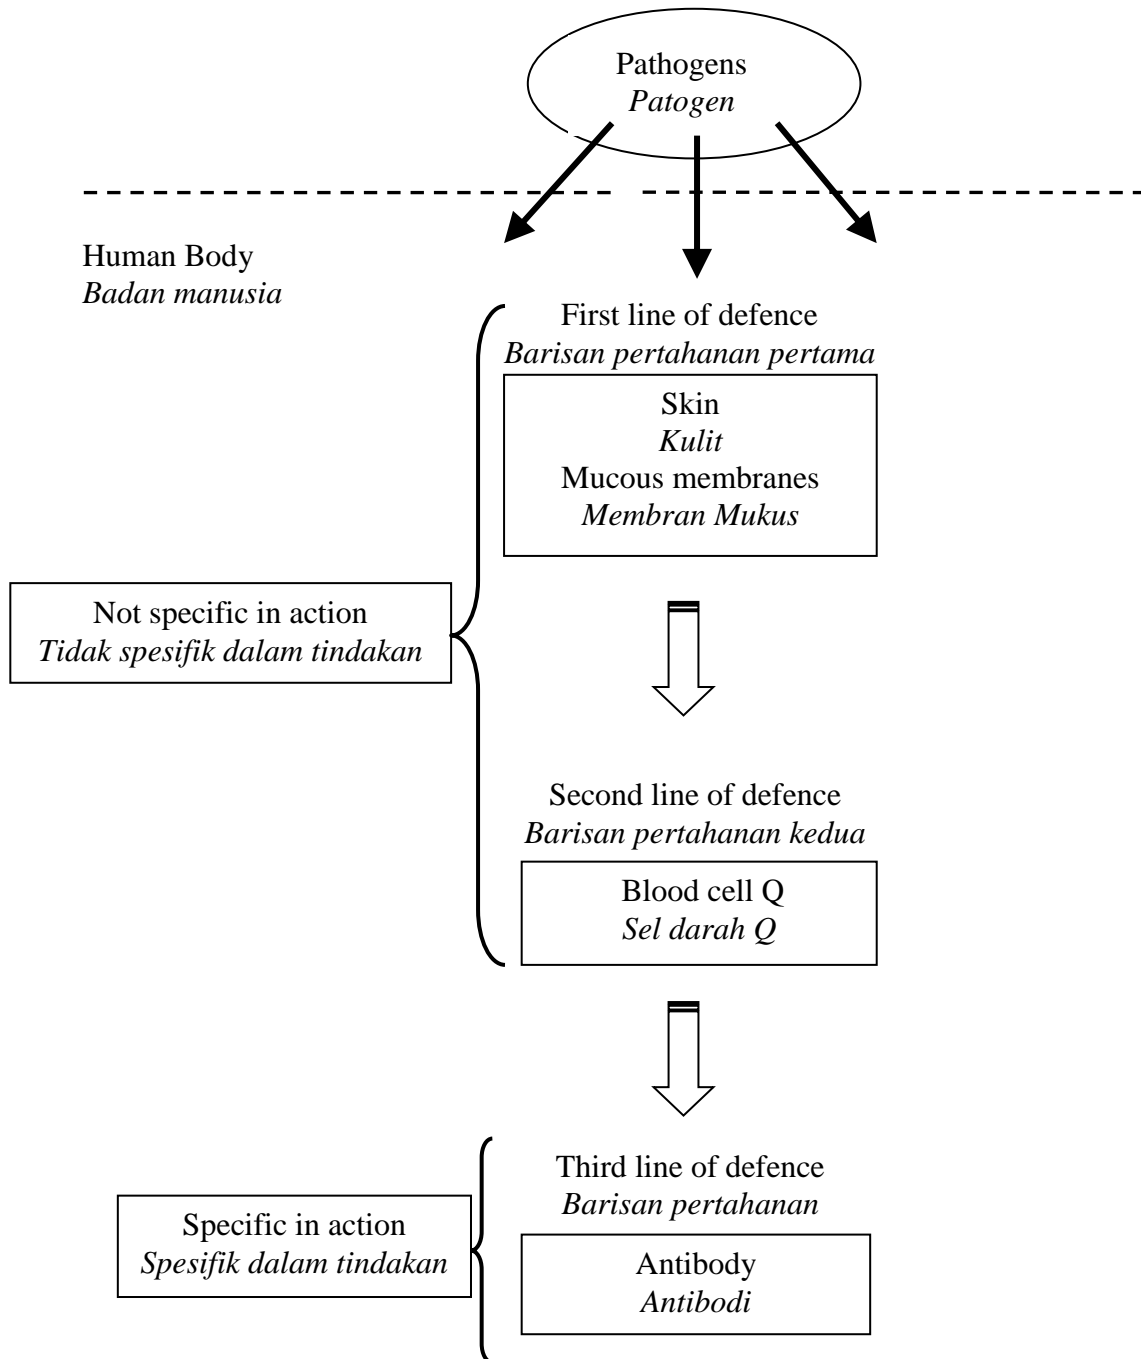 Pathogens
Patogen
Human Body
Badan manusia
First line of defence
Barisan pertahanan pertama
Skin
Kulit
Mucous membranes
Membran Mukus
Not specific in action
Tidak spesifik dalam tindakan
Second line of defence
Barisan pertahanan kedua
Blood cell Q
Sel darah Q
Third line of defence
Barisan pertahanan
Specific in action
Spesifik dalam tindakan
Antibody
Antibodi